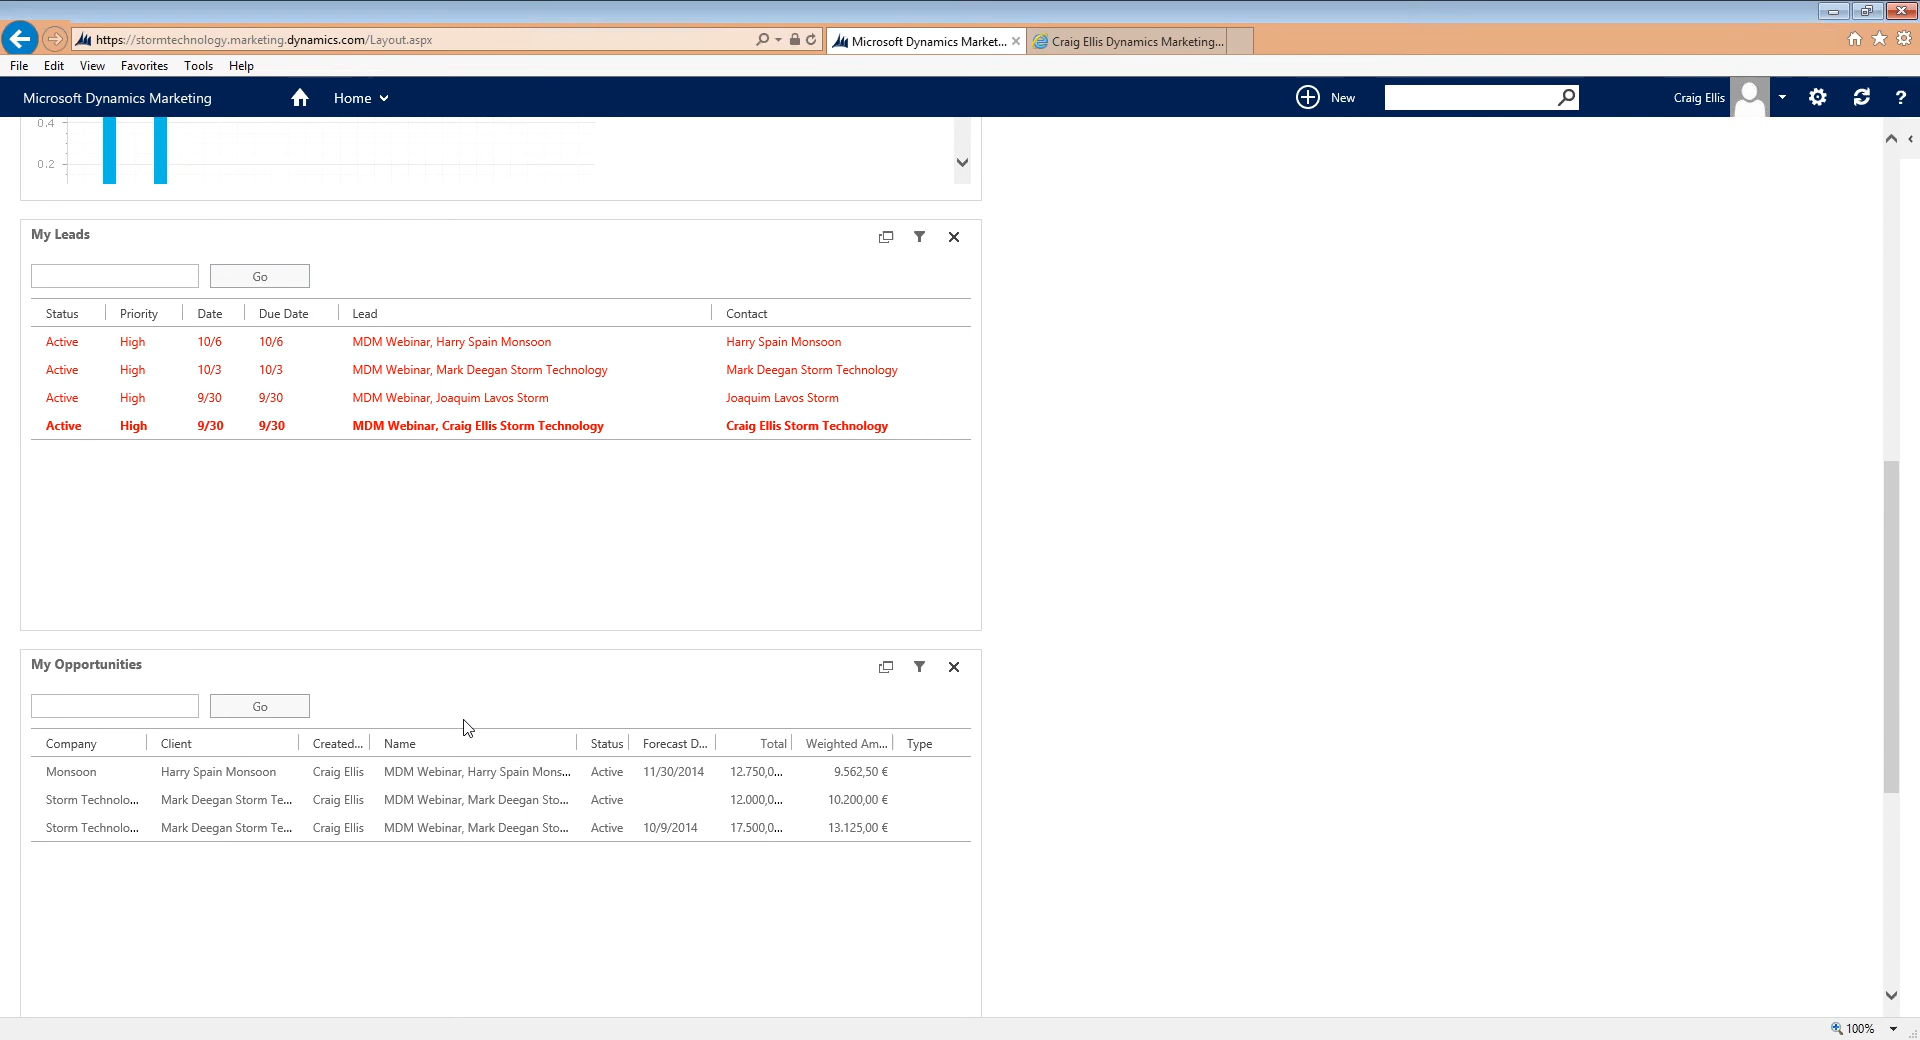 https://stormtechnology.marketing.dynamics.com/Layout.aspx
Microsoft Dynamics Market...
Craig Ellis Dynamics Marketing...
File Edit View Favorites Tools Help
Microsoft Dynamics Marketing Home New Craig Ellis ?
0.4
0.2
My Leads
Go
Status Priority Date Due Date Lead Contact
Active High 10/6 10/6 MDM Webinar, Harry Spain Monsoon Harry Spain Monsoon
Active High 10/3 10/3 MDM Webinar, Mark Deegan Storm Technology Mark Deegan Storm Technology
Active High 9/30 9/30 MDM Webinar, Joaquim Lavos Storm Joaquim Lavos Storm
Active High 9/30 9/30 MDM Webinar, Craig Ellis Storm Technology Craig Ellis Storm Technology
My Opportunities
Go
Company Client Created... Name Status Forecast D... Total Weighted Am... Type
Monsoon Harry Spain Monsoon Craig Ellis MDM Webinar, Harry Spain Mons... Active 11/30/2014 12.750,0... 9.562,50 €
Storm Technolo... Mark Deegan Storm Te... Craig Ellis MDM Webinar, Mark Deegan Sto... Active 12.000,0... 10.200,00 €
Storm Technolo... Mark Deegan Storm Te... Craig Ellis MDM Webinar, Mark Deegan Sto... Active 10/9/2014 17.500,0... 13.125,00 €
100%